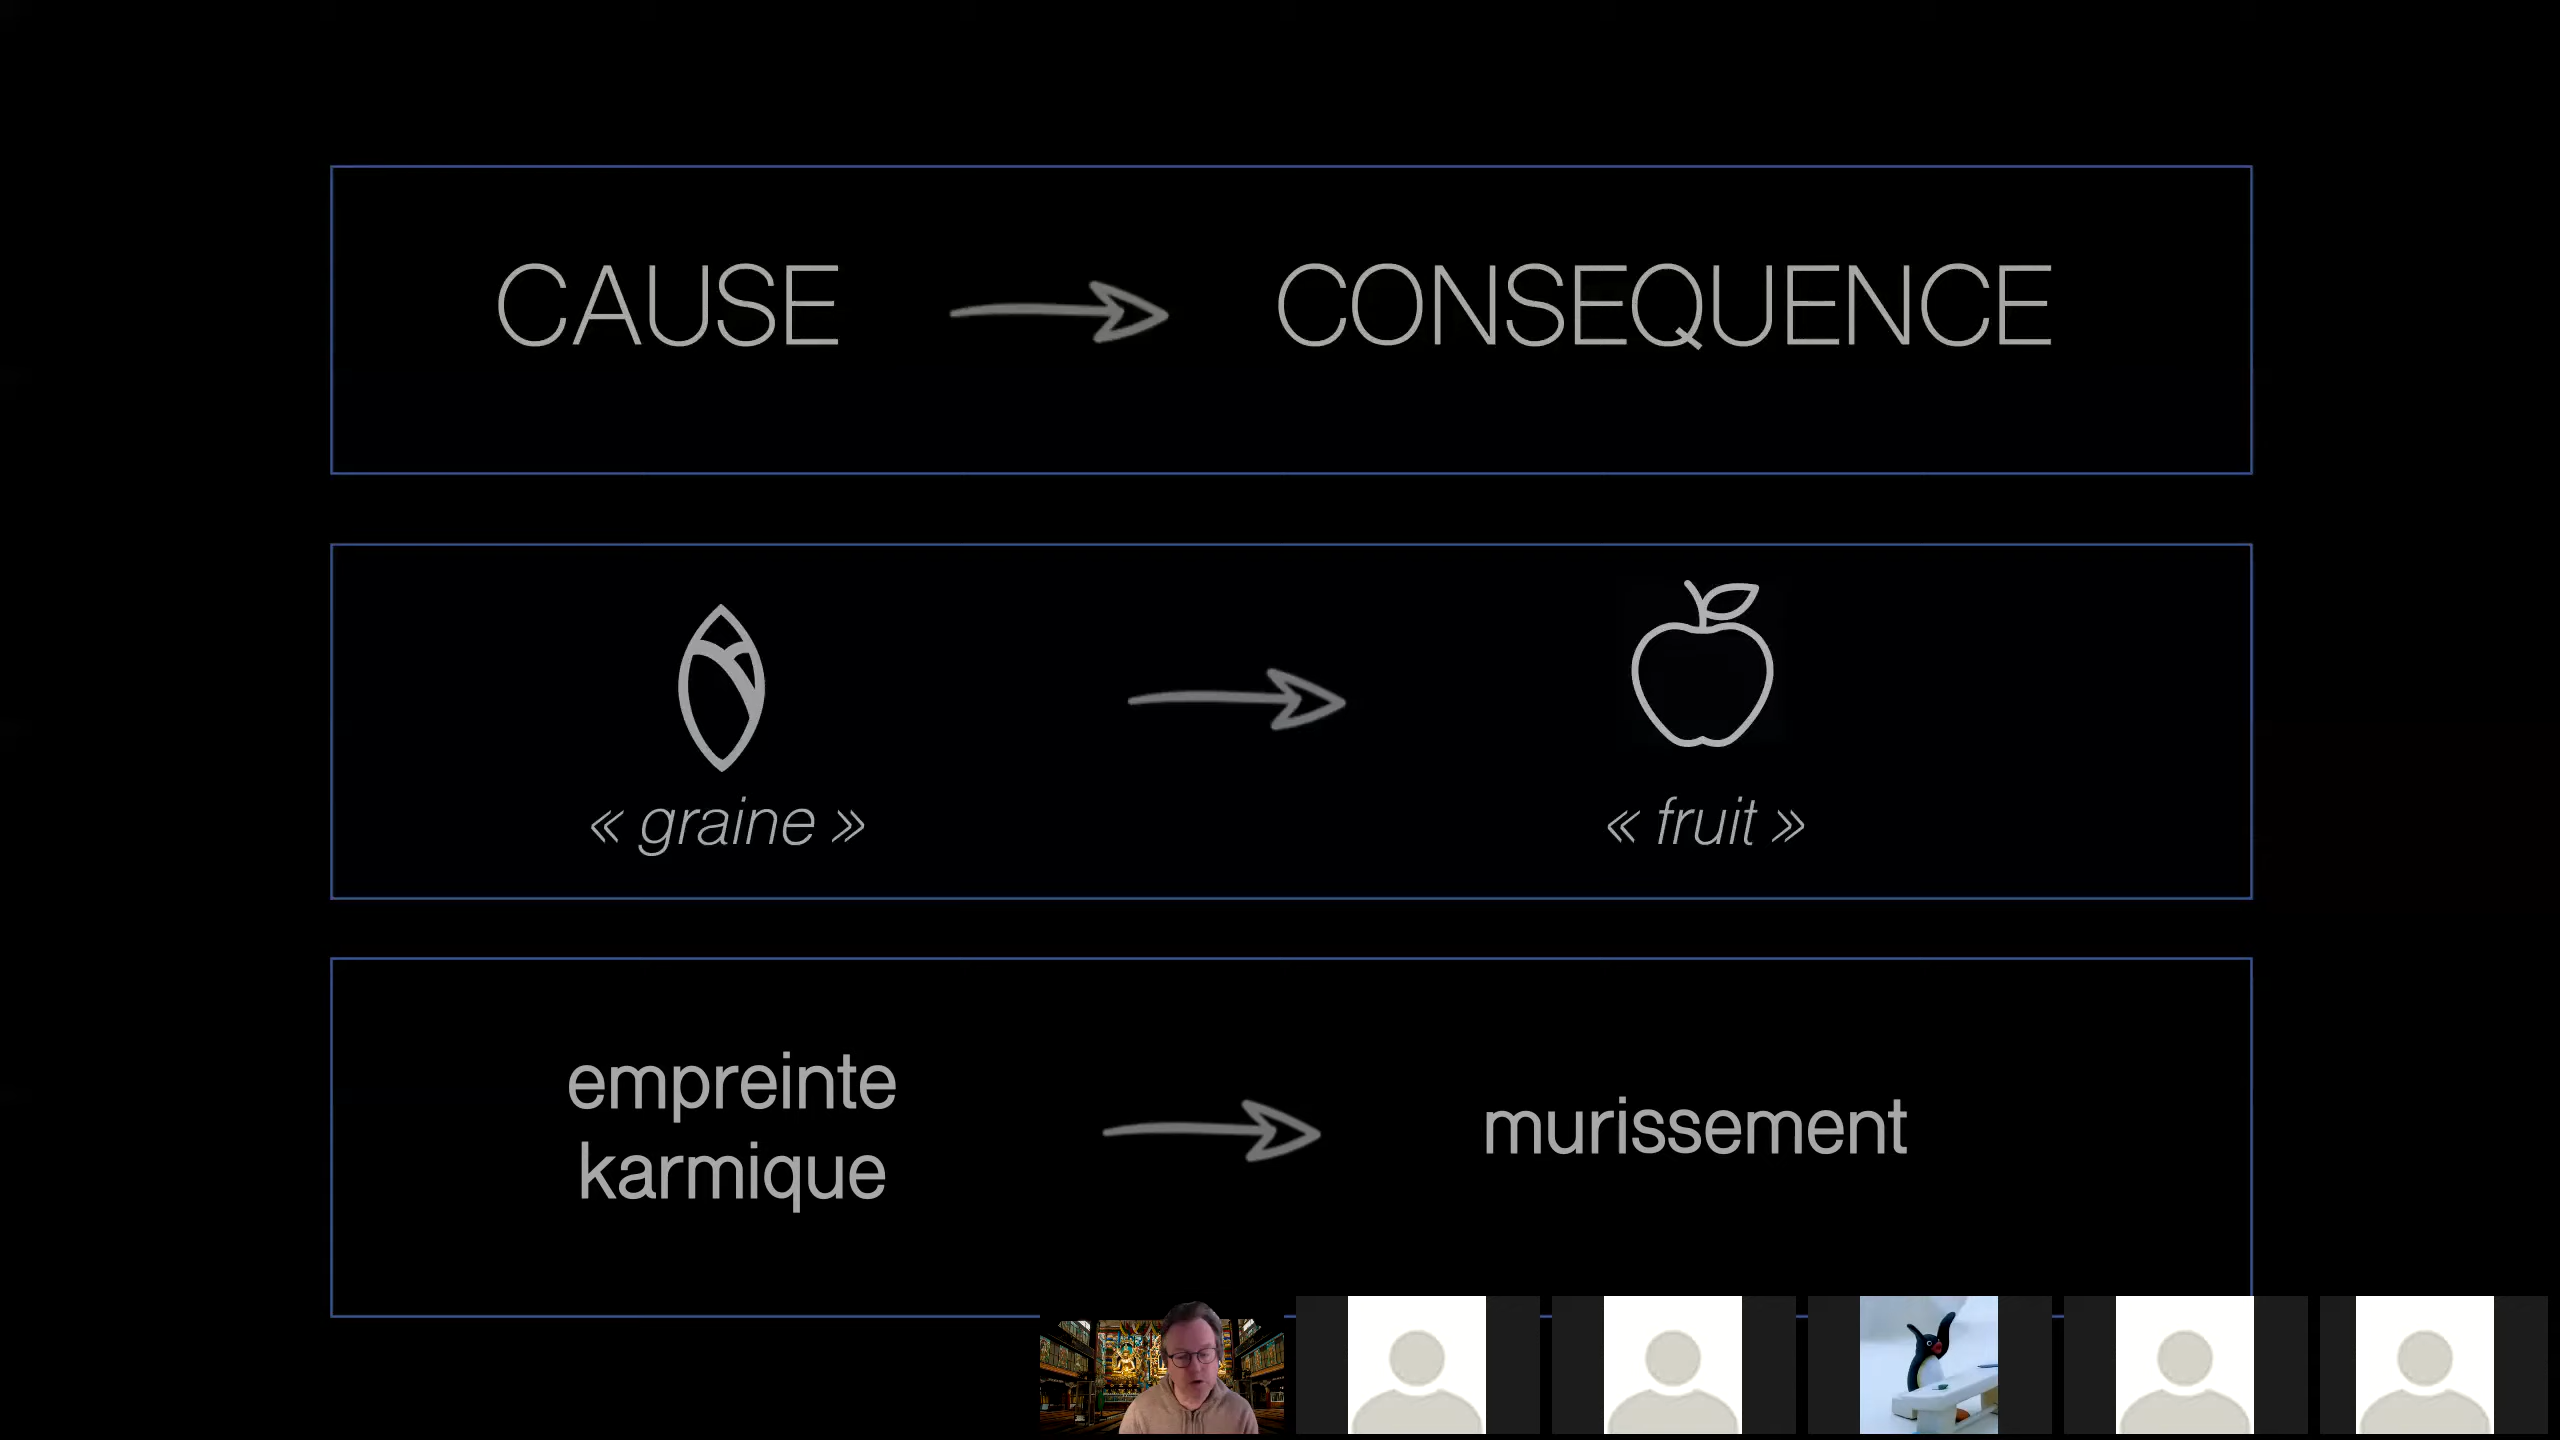 CAUSE CONSEQUENCE
« graine » « fruit »
empreinte
karmique
murissement